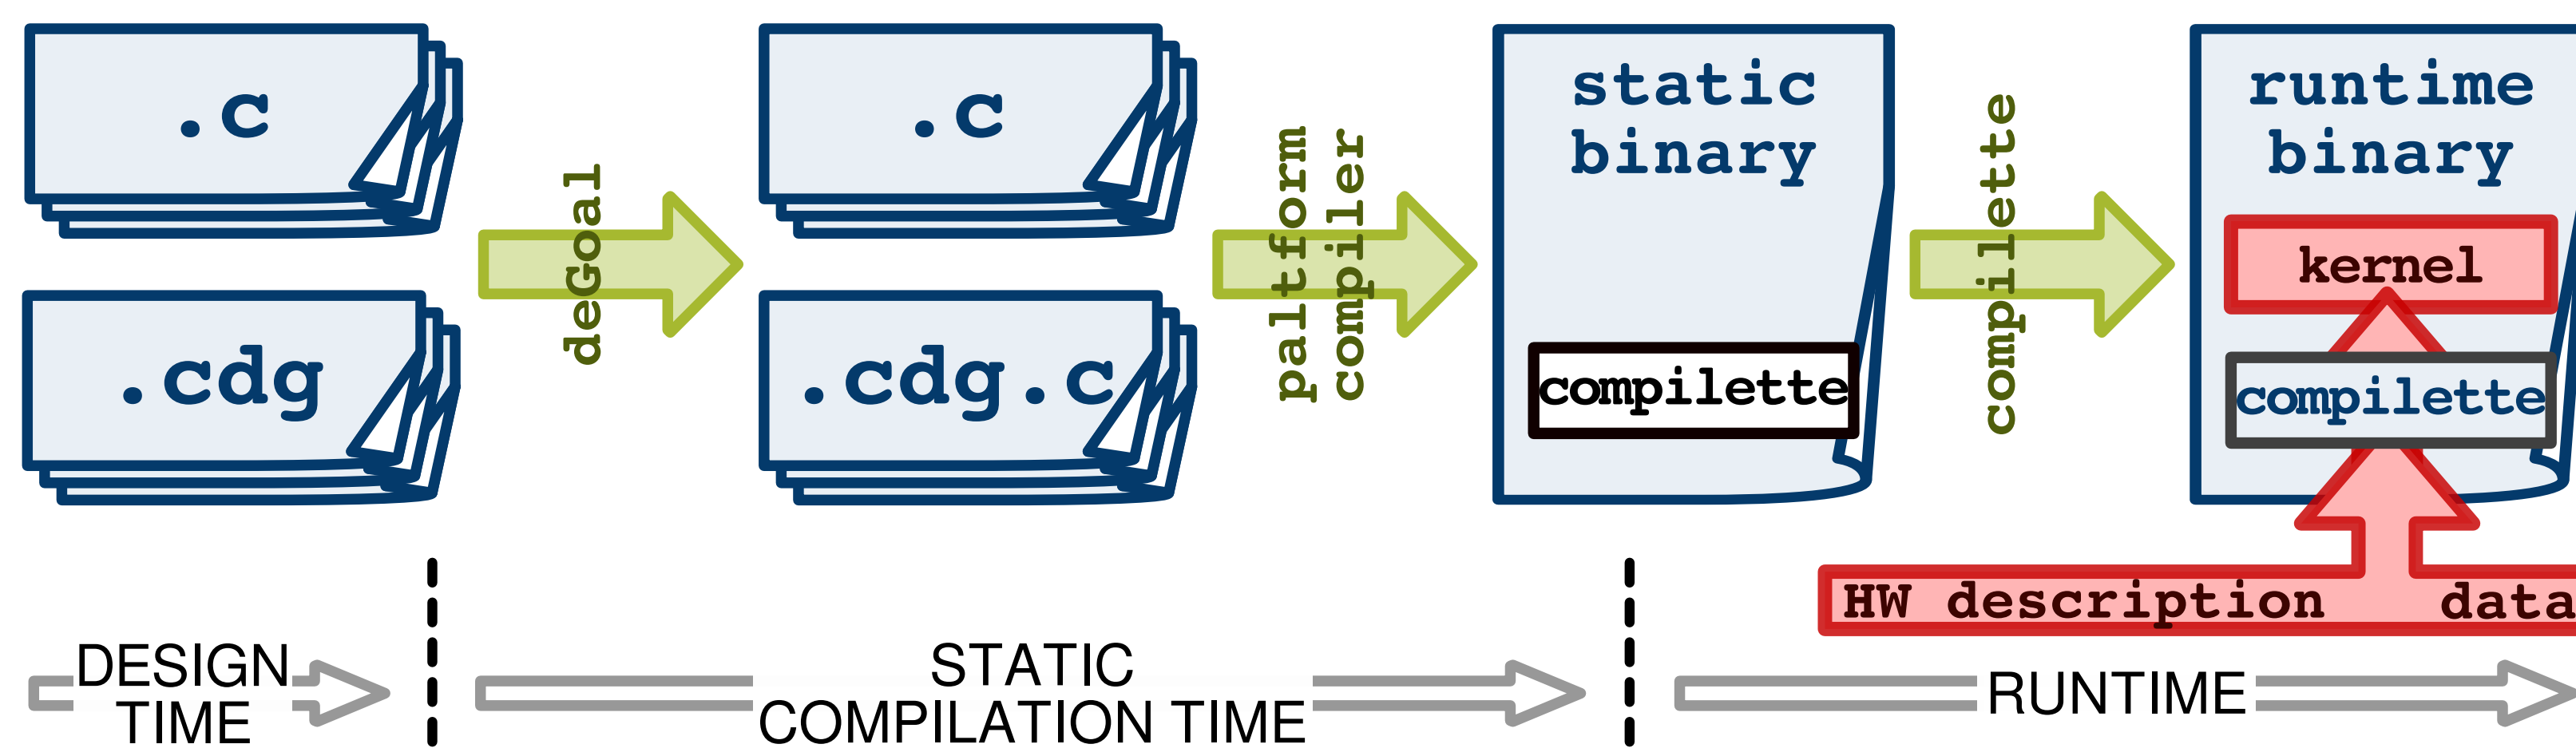 .c
.cdg
deGoal
.c
.cdg.c
paltform
compiler
static
binary
compilette
compilette
runtime
binary
kernel
compilette
HW description data
DESIGN
TIME
STATIC
COMPILATION TIME
RUNTIME